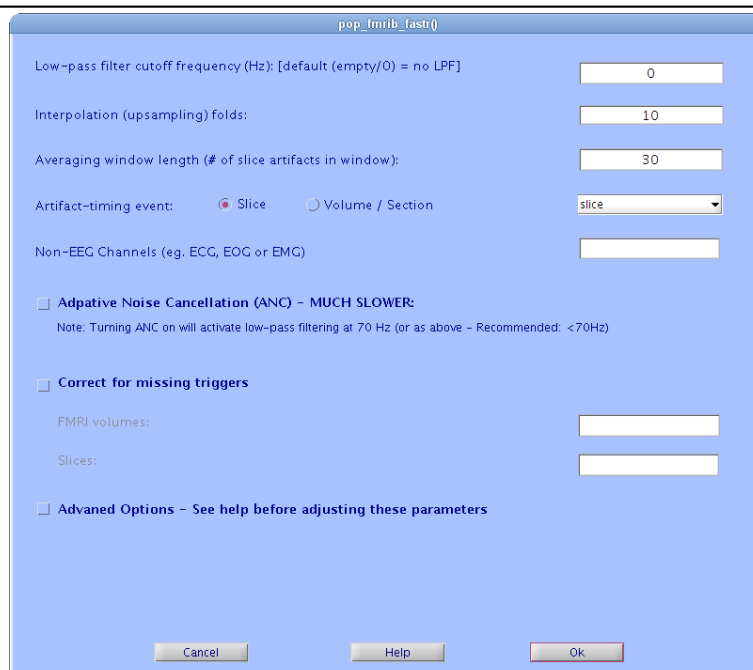 pop_fmrib_fastr()
Low-pass filter cutoff frequency (Hz): [default (empty/0) = no LPF]
0
Interpolation (upsampling) folds:
10
Averaging window length (# of slice artifacts in window):
30
Artifact-timing event: Slice Volume / Section slice
Non-EEG Channels (eg. ECG, EOG or EMG)
Adpative Noise Cancellation (ANC) - MUCH SLOWER:
Note: Turning ANC on will activate low-pass filtering at 70 Hz (or as above - Recommended: <70Hz)
Correct for missing triggers
FMRI volumes:
Slices:
Advaned Options - See help before adjusting these parameters
Cancel Help Ok